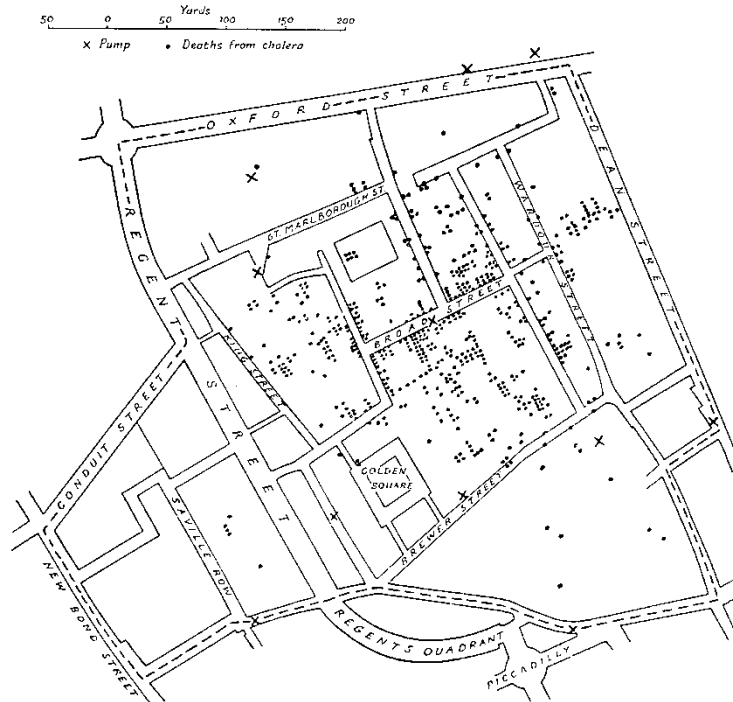 Yards
50 0 50 100 150 200
× Pump • Deaths from cholera
OXFORD STREET
DEAN STREET
REGENT STREET
GT. MARLBOROUGH ST.
WARDOUR STREET
BROAD STREET
KING STREET
CONDUIT STREET
GOLDEN
SQUARE
SAVILLE ROW
BREWER STREET
NEW BOND STREET
REGENTS QUADRANT
PICCADILLY